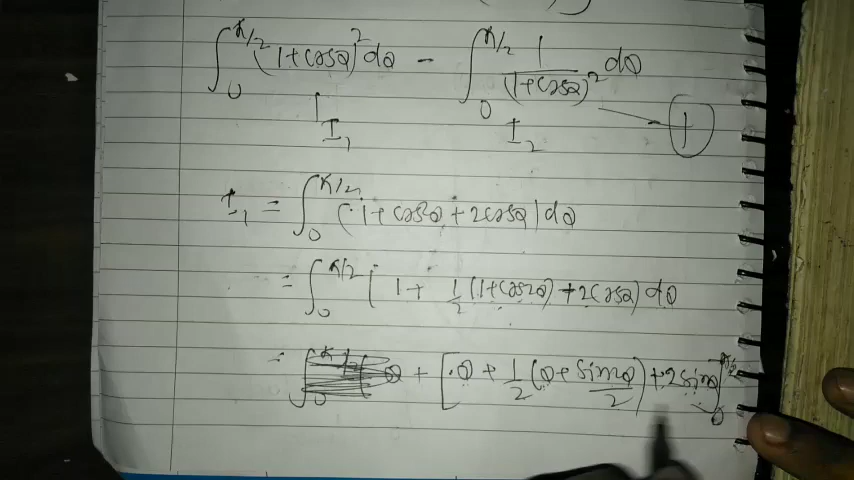 ∫₀^{π/2} (1+cosθ)² dθ − ∫₀^{π/2} 1/(1+cosθ)² dθ
I₁ I₂ ①
I₁ = ∫₀^{π/2} (1+cos²θ+2cosθ) dθ
= ∫₀^{π/2} (1+ 1/2 (1+cos2θ) +2cosθ) dθ
= [θ + 1/2 (θ + sin2θ/2) + 2sinθ]₀^{π/2}